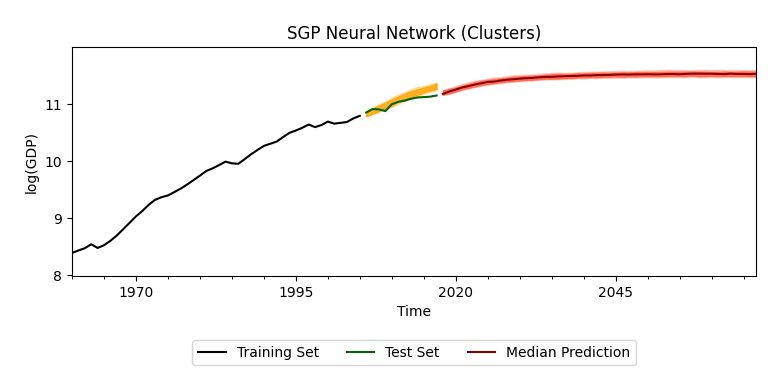 SGP Neural Network (Clusters)
log(GDP)
11
10
9
8
1970 1995 2020 2045
Time
Training Set Test Set Median Prediction